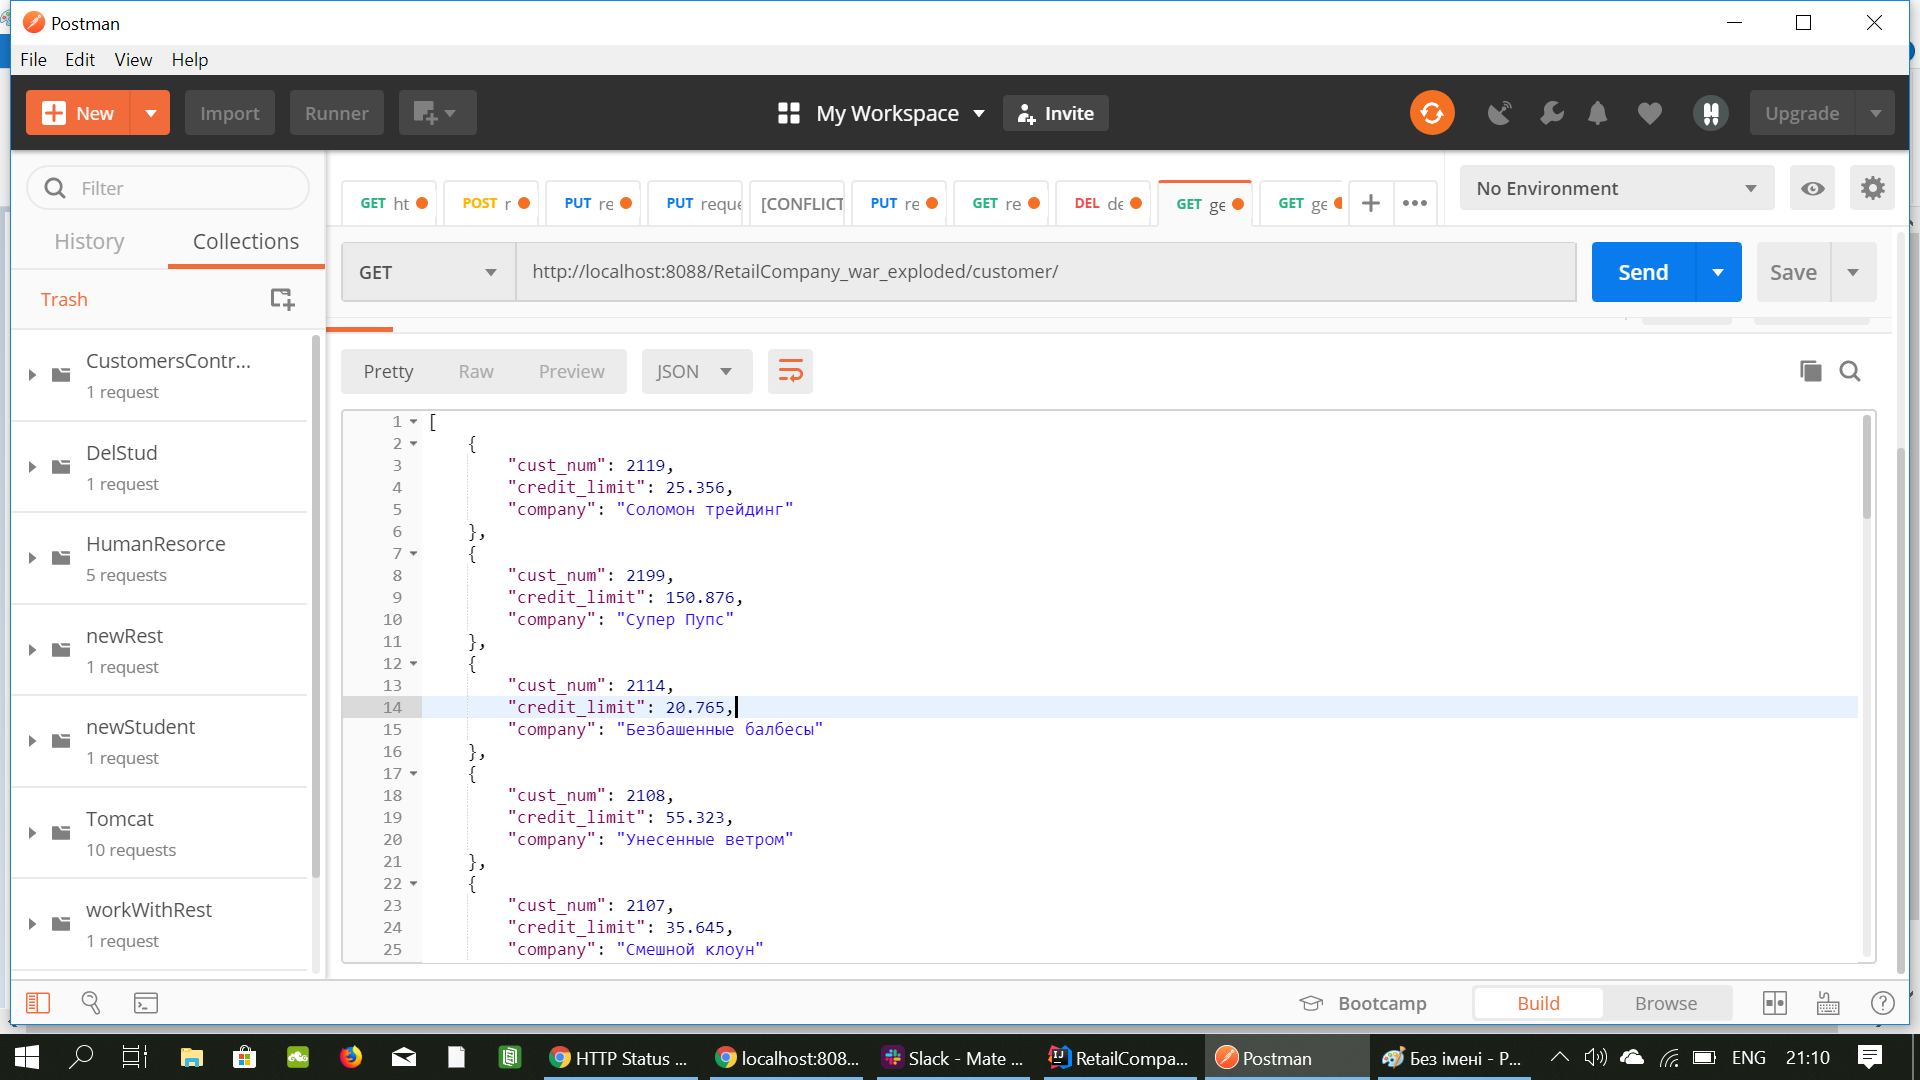 Postman
File Edit View Help
New Import Runner My Workspace Invite Upgrade
Filter
History Collections
Trash
CustomersContr...
1 request
DelStud
1 request
HumanResorce
5 requests
newRest
1 request
newStudent
1 request
Tomcat
10 requests
workWithRest
1 request
GET ht POST r PUT re PUT reque [CONFLICT PUT re GET re DEL de GET ge GET ge + ••• No Environment
GET http://localhost:8088/RetailCompany_war_exploded/customer/ Send Save
Pretty Raw Preview JSON
1 [
2 {
3 "cust_num": 2119,
4 "credit_limit": 25.356,
5 "company": "Соломон трейдинг"
6 },
7 {
8 "cust_num": 2199,
9 "credit_limit": 150.876,
10 "company": "Супер Пупс"
11 },
12 {
13 "cust_num": 2114,
14 "credit_limit": 20.765,
15 "company": "Безбашенные балбесы"
16 },
17 {
18 "cust_num": 2108,
19 "credit_limit": 55.323,
20 "company": "Унесенные ветром"
21 },
22 {
23 "cust_num": 2107,
24 "credit_limit": 35.645,
25 "company": "Смешной клоун"
Bootcamp Build Browse
HTTP Status ... localhost:808... Slack - Mate ... RetailCompa... Postman Без імені - P... ENG 21:10